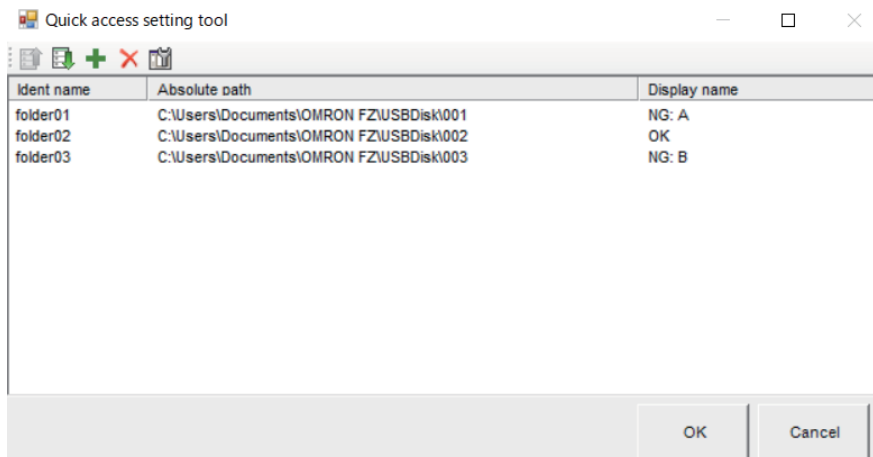 Quick access setting tool
Ident name Absolute path Display name
folder01 C:\Users\Documents\OMRON FZ\USBDisk\001 NG: A
folder02 C:\Users\Documents\OMRON FZ\USBDisk\002 OK
folder03 C:\Users\Documents\OMRON FZ\USBDisk\003 NG: B
OK Cancel